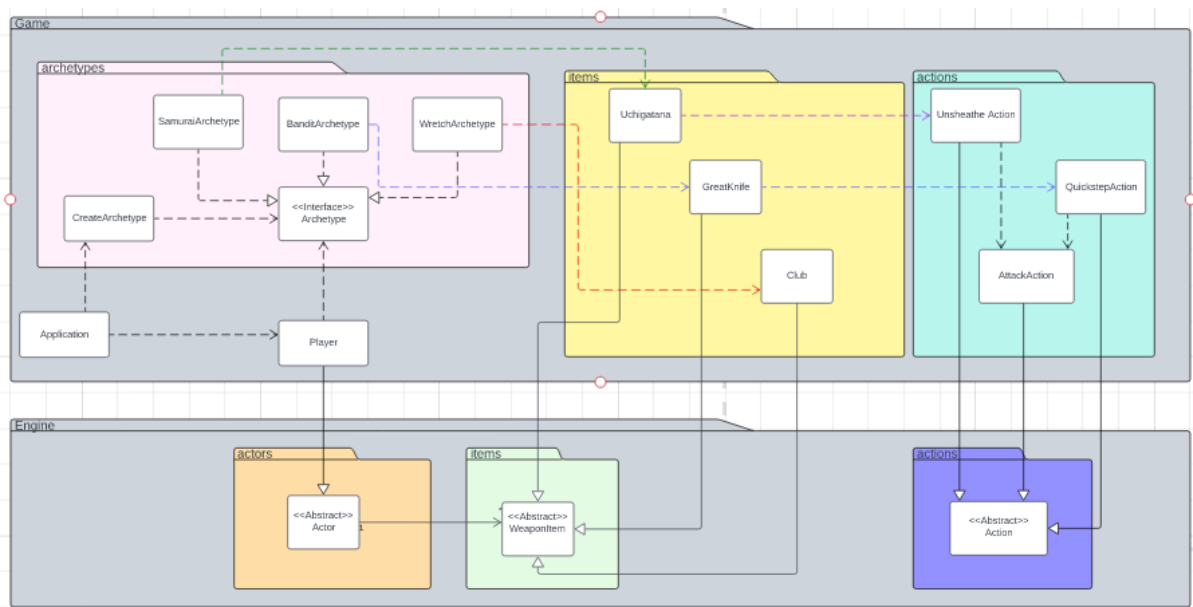 Game
archetypes
SamuraiArchetype
BanditArchetype
WretchArchetype
CreateArchetype
<<Interface>>
Archetype
Application
Player
items
Uchigatana
GreatKnife
Club
actions
Unsheathe Action
QuickstepAction
AttackAction
Engine
actors
<<Abstract>>
Actor
1
items
<<Abstract>>
WeaponItem
actions
<<Abstract>>
Action